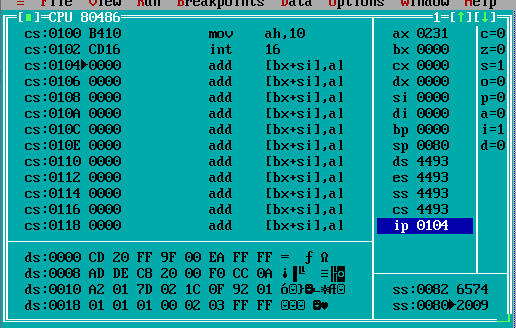 ≡ File View Run Breakpoints Data Options Window Help
[■]=CPU 80486 1=[↑][↓]
cs:0100 B410 mov ah,10 ax 0231 c=0
cs:0102 CD16 int 16 bx 0000 z=0
cs:0104►0000 add [bx+si],al cx 0000 s=1
cs:0106 0000 add [bx+si],al dx 0000 o=0
cs:0108 0000 add [bx+si],al si 0000 p=0
cs:010A 0000 add [bx+si],al di 0000 a=0
cs:010C 0000 add [bx+si],al bp 0000 i=1
cs:010E 0000 add [bx+si],al sp 0080 d=0
cs:0110 0000 add [bx+si],al ds 4493
cs:0112 0000 add [bx+si],al es 4493
cs:0114 0000 add [bx+si],al ss 4493
cs:0116 0000 add [bx+si],al cs 4493
cs:0118 0000 add [bx+si],al ip 0104
ds:0000 CD 20 FF 9F 00 EA FF FF = ƒ Ω
ds:0008 AD DE C8 20 00 F0 CC 0A
ds:0010 A2 01 7D 02 1C 0F 92 01 ss:0082 6574
ds:0018 01 01 01 00 02 03 FF FF ☺☺☺ ☻♥ ss:0080►2009